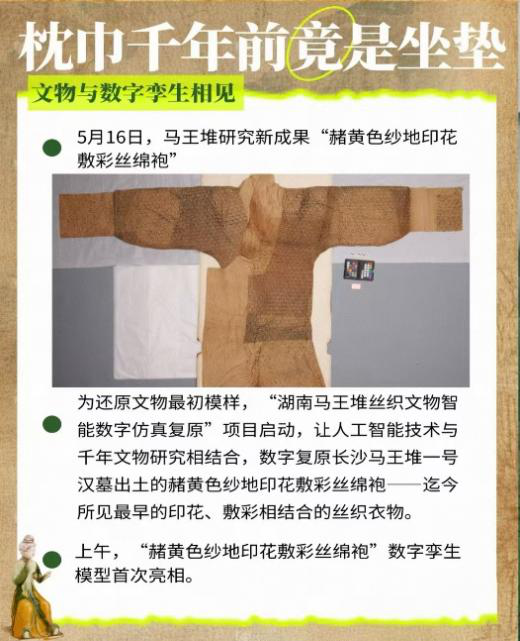 枕巾千年前竟是坐垫
文物与数字孪生相见
5月16日，马王堆研究新成果“赭黄色纱地印花
敷彩丝绵袍”
为还原文物最初模样，“湖南马王堆丝织文物智
能数字仿真复原”项目启动，让人工智能技术与
千年文物研究相结合，数字复原长沙马王堆一号
汉墓出土的赭黄色纱地印花敷彩丝绵袍——迄今
所见最早的印花、敷彩相结合的丝织衣物。
上午，“赭黄色纱地印花敷彩丝绵袍”数字孪生
模型首次亮相。